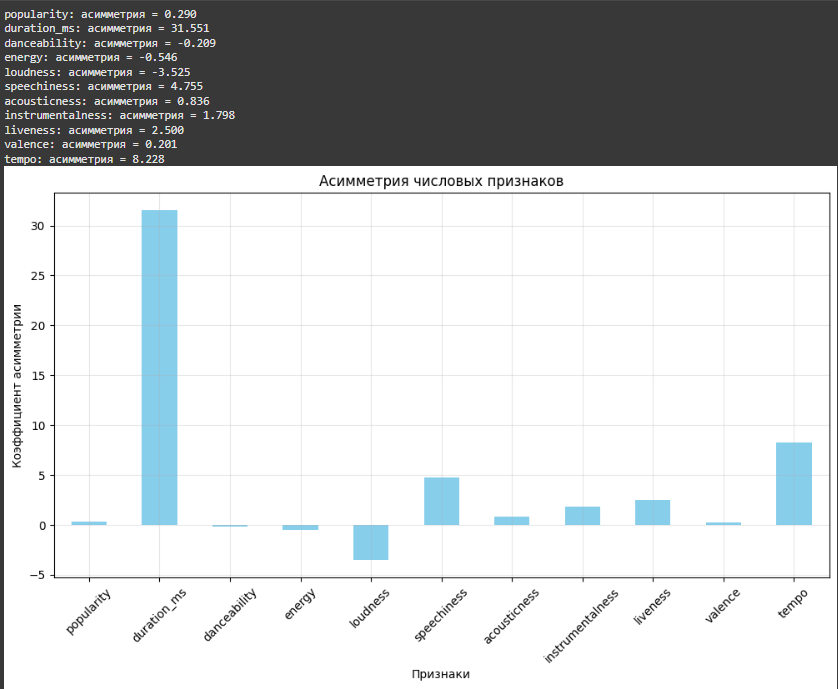 popularity: асимметрия = 0.290
duration_ms: асимметрия = 31.551
danceability: асимметрия = -0.209
energy: асимметрия = -0.546
loudness: асимметрия = -3.525
speechiness: асимметрия = 4.755
acousticness: асимметрия = 0.836
instrumentalness: асимметрия = 1.798
liveness: асимметрия = 2.500
valence: асимметрия = 0.201
tempo: асимметрия = 8.228
Асимметрия числовых признаков
Коэффициент асимметрии
30
25
20
15
10
5
0
−5
popularity
duration_ms
danceability
energy
loudness
speechiness
acousticness
instrumentalness
liveness
valence
tempo
Признаки